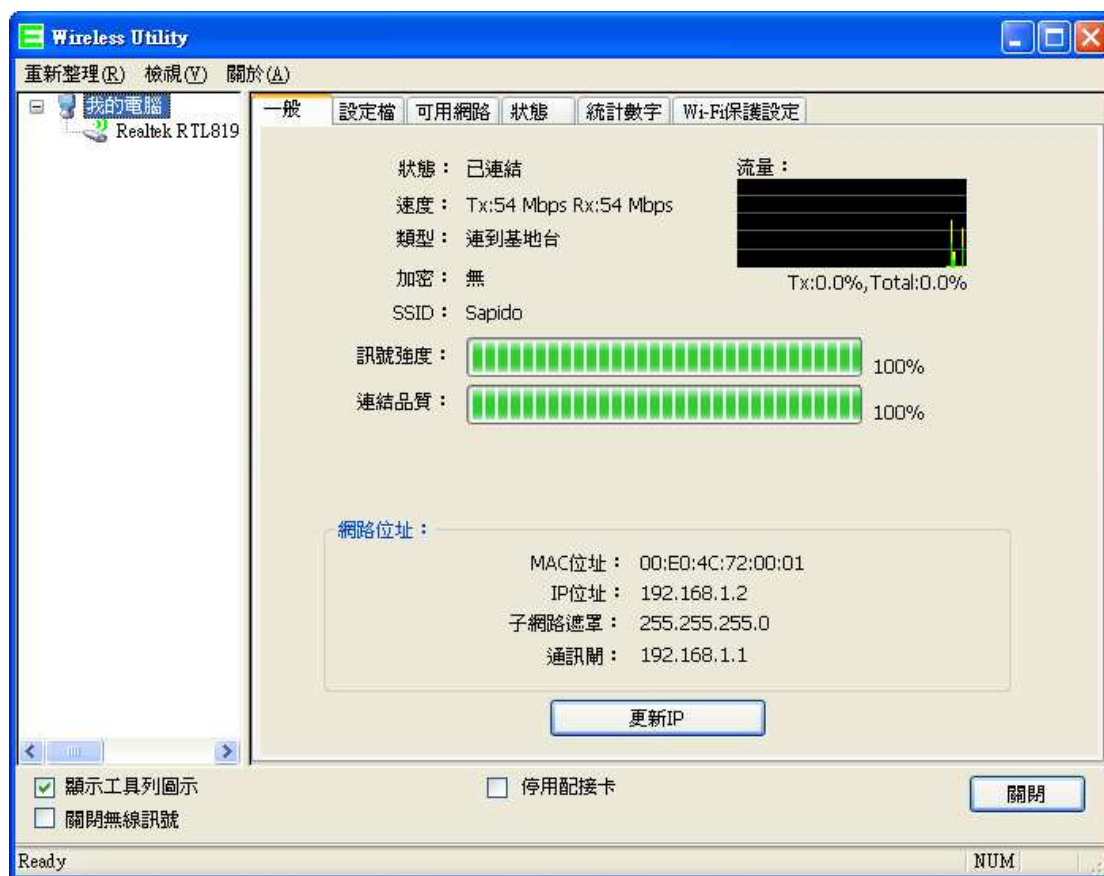 Wireless Utility
重新整理(R) 檢視(V) 關於(A)
我的電腦
Realtek RTL819
一般 設定檔 可用網路 狀態 統計數字 Wi-Fi保護設定
狀態： 已連結
流量：
速度： Tx:54 Mbps Rx:54 Mbps
類型： 連到基地台
加密： 無
Tx:0.0%,Total:0.0%
SSID： Sapido
訊號強度： 100%
連結品質： 100%
網路位址：
MAC位址： 00:E0:4C:72:00:01
IP位址： 192.168.1.2
子網路遮罩： 255.255.255.0
通訊閘： 192.168.1.1
更新IP
顯示工具列圖示
停用配接卡
關閉
關閉無線訊號
Ready
NUM